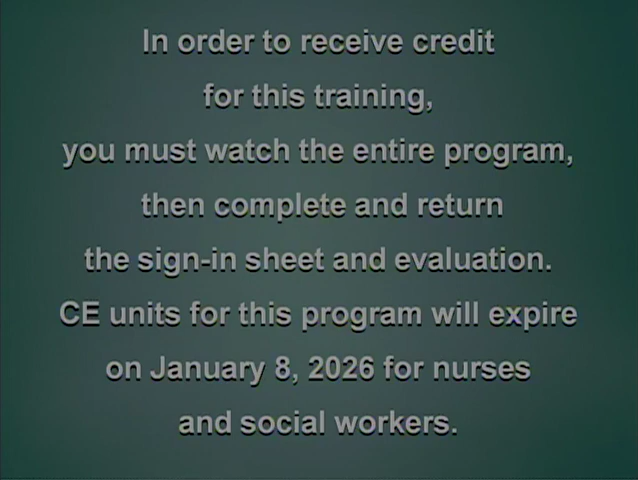 In order to receive credit
for this training,
you must watch the entire program,
then complete and return
the sign-in sheet and evaluation.
CE units for this program will expire
on January 8, 2026 for nurses
and social workers.